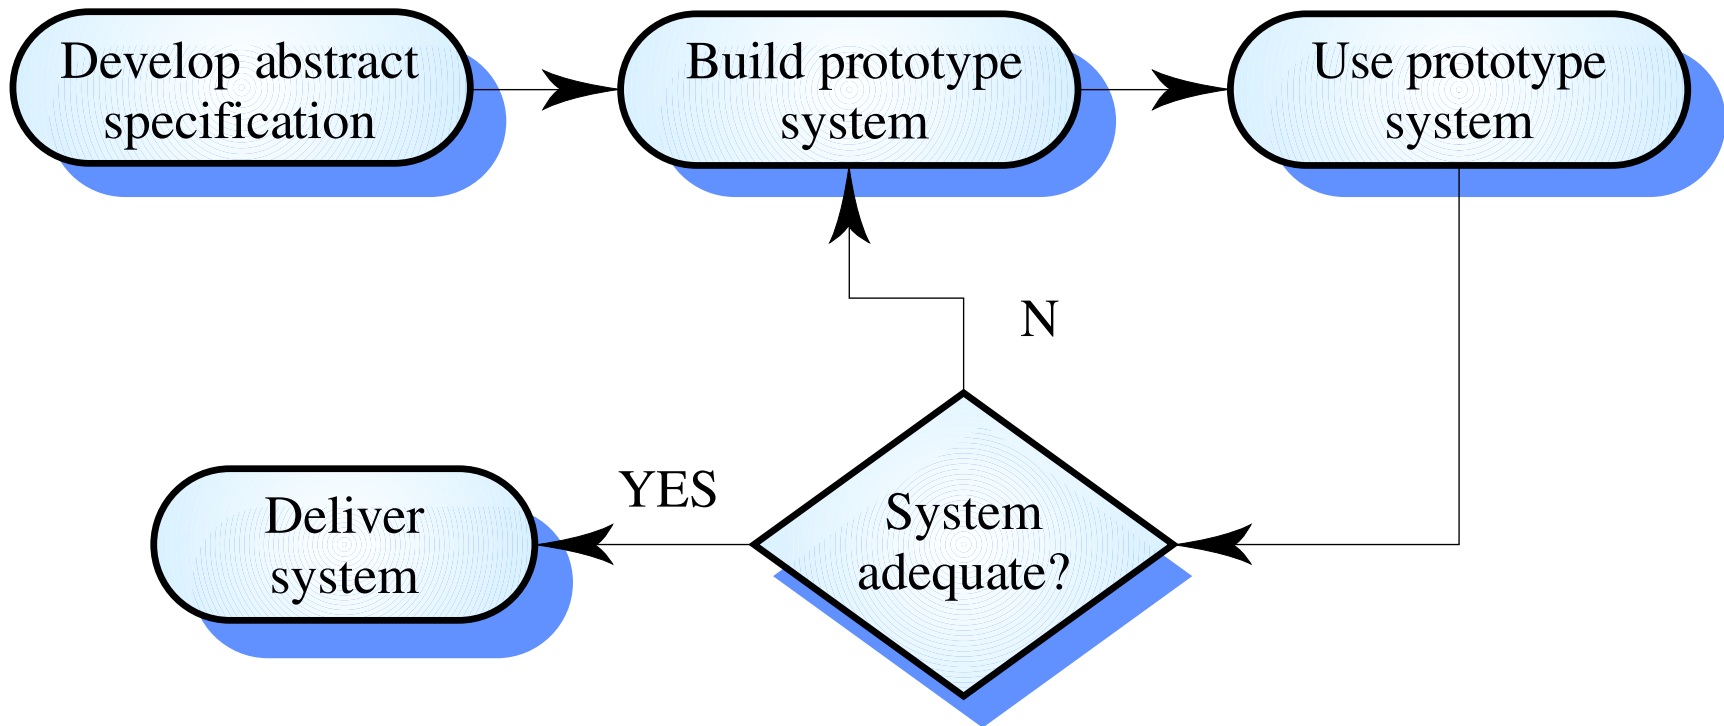 Develop abstract
specification
Build prototype
system
Use prototype
system
N
YES
Deliver
system
System
adequate?